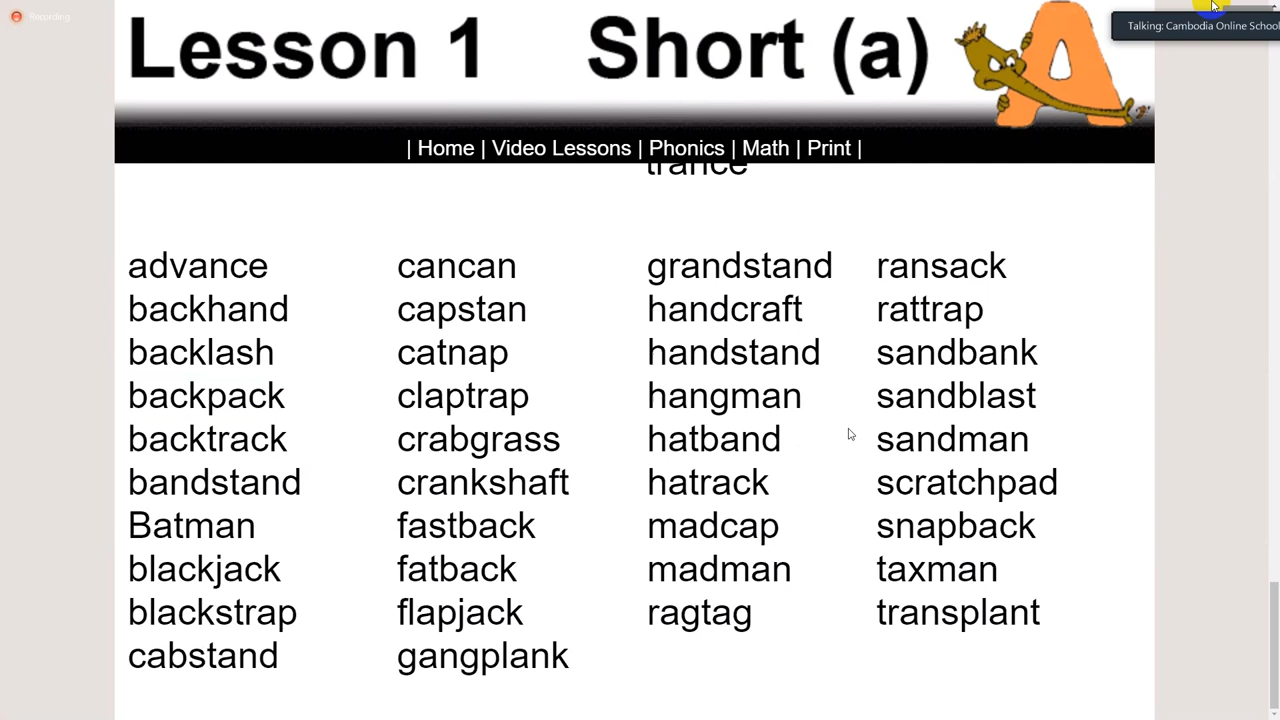 Recording
Talking: Cambodia Online School
Lesson 1 Short (a)
| Home | Video Lessons | Phonics | Math | Print |
trance
advance cancan grandstand ransack
backhand capstan handcraft rattrap
backlash catnap handstand sandbank
backpack claptrap hangman sandblast
backtrack crabgrass hatband sandman
bandstand crankshaft hatrack scratchpad
Batman fastback madcap snapback
blackjack fatback madman taxman
blackstrap flapjack ragtag transplant
cabstand gangplank